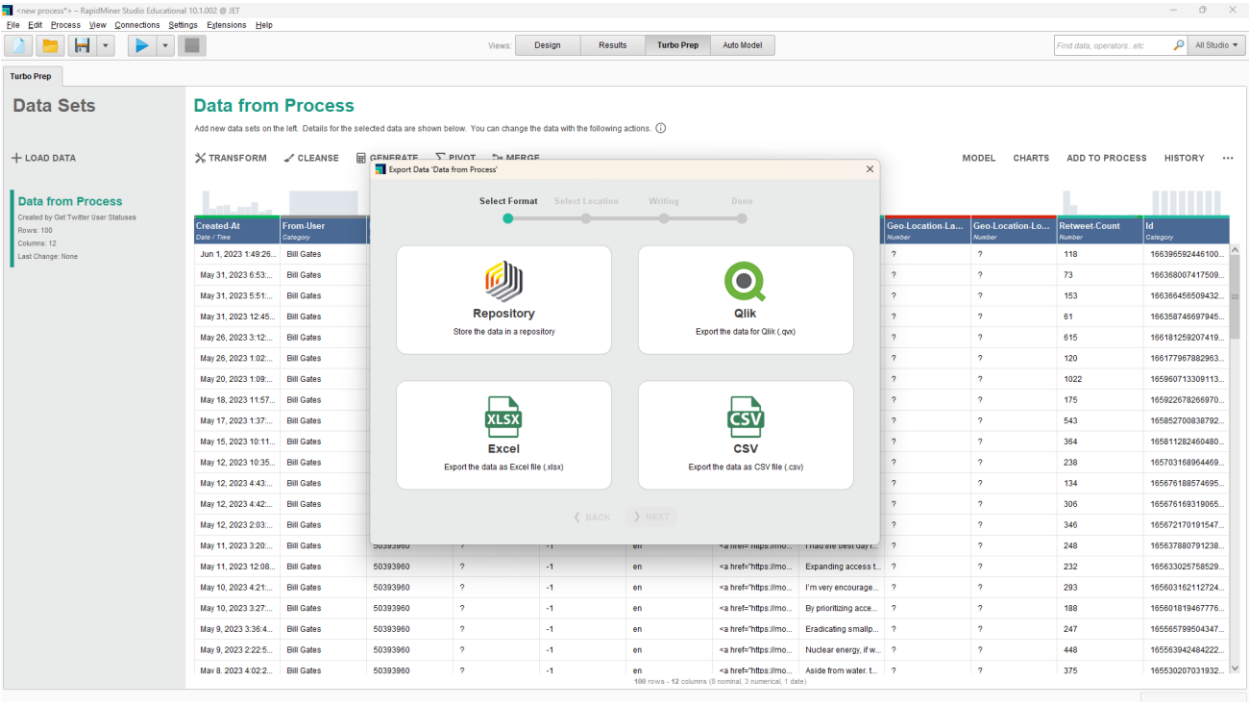 <new process*> – RapidMiner Studio Educational 10.1.002 @ JET
File Edit Process View Connections Settings Extensions Help
Views: Design Results Turbo Prep Auto Model
Find data, operators...etc All Studio
Turbo Prep
Data Sets
Data from Process
Add new data sets on the left. Details for the selected data are shown below. You can change the data with the following actions.
+ LOAD DATA
TRANSFORM CLEANSE GENERATE PIVOT MERGE MODEL CHARTS ADD TO PROCESS HISTORY ...
Data from Process
Created by Get Twitter User Statuses
Rows: 100
Columns: 12
Last Change: None
Export Data 'Data from Process'
Select Format Select Location Writing Done
Repository
Store the data in a repository
Qlik
Export the data for Qlik (.qvx)
XLSX
Excel
Export the data as Excel file (.xlsx)
CSV
CSV
Export the data as CSV file (.csv)
BACK NEXT
Created-At From-User Geo-Location-La... Geo-Location-Lo... Retweet-Count Id
Date / Time Category Number Number Number Category
Jun 1, 2023 1:49:26... Bill Gates ? ? 118 166396592446100...
May 31, 2023 6:53:... Bill Gates ? ? 73 166368007417509...
May 31, 2023 5:51:... Bill Gates ? ? 153 166366456509432...
May 31, 2023 12:45... Bill Gates ? ? 61 166358746697945...
May 26, 2023 3:12:... Bill Gates ? ? 615 166181259207419...
May 26, 2023 1:02:... Bill Gates ? ? 120 166177967882963...
May 20, 2023 1:09:... Bill Gates ? ? 1022 165960713309113...
May 18, 2023 11:57... Bill Gates ? ? 175 165922678266970...
May 17, 2023 1:37:... Bill Gates ? ? 543 165852700838792...
May 15, 2023 10:11... Bill Gates ? ? 364 165811282460480...
May 12, 2023 10:35... Bill Gates ? ? 238 165703168964469...
May 12, 2023 4:43:... Bill Gates ? ? 134 165676188574695...
May 12, 2023 4:42:... Bill Gates ? ? 306 165676169319065...
May 12, 2023 2:03:... Bill Gates ? ? 346 165672170191547...
May 11, 2023 3:20:... Bill Gates 50393960 ? -1 en <a href="https://mo... I had the best day t... ? ? 248 165637880791238...
May 11, 2023 12:08... Bill Gates 50393960 ? -1 en <a href="https://mo... Expanding access t... ? ? 232 165633025758529...
May 10, 2023 4:21:... Bill Gates 50393960 ? -1 en <a href="https://mo... I'm very encourage... ? ? 293 165603162112724...
May 10, 2023 3:27:... Bill Gates 50393960 ? -1 en <a href="https://mo... By prioritizing acce... ? ? 188 165601819467776...
May 9, 2023 3:36:4... Bill Gates 50393960 ? -1 en <a href="https://mo... Eradicating smallp... ? ? 247 165565799504347...
May 9, 2023 2:22:5... Bill Gates 50393960 ? -1 en <a href="https://mo... Nuclear energy, if w... ? ? 448 165563942484222...
May 8, 2023 4:02:2... Bill Gates 50393960 ? -1 en <a href="https://mo... Aside from water, t... ? ? 375 165530207031932...
100 rows - 12 columns (8 nominal, 3 numerical, 1 date)